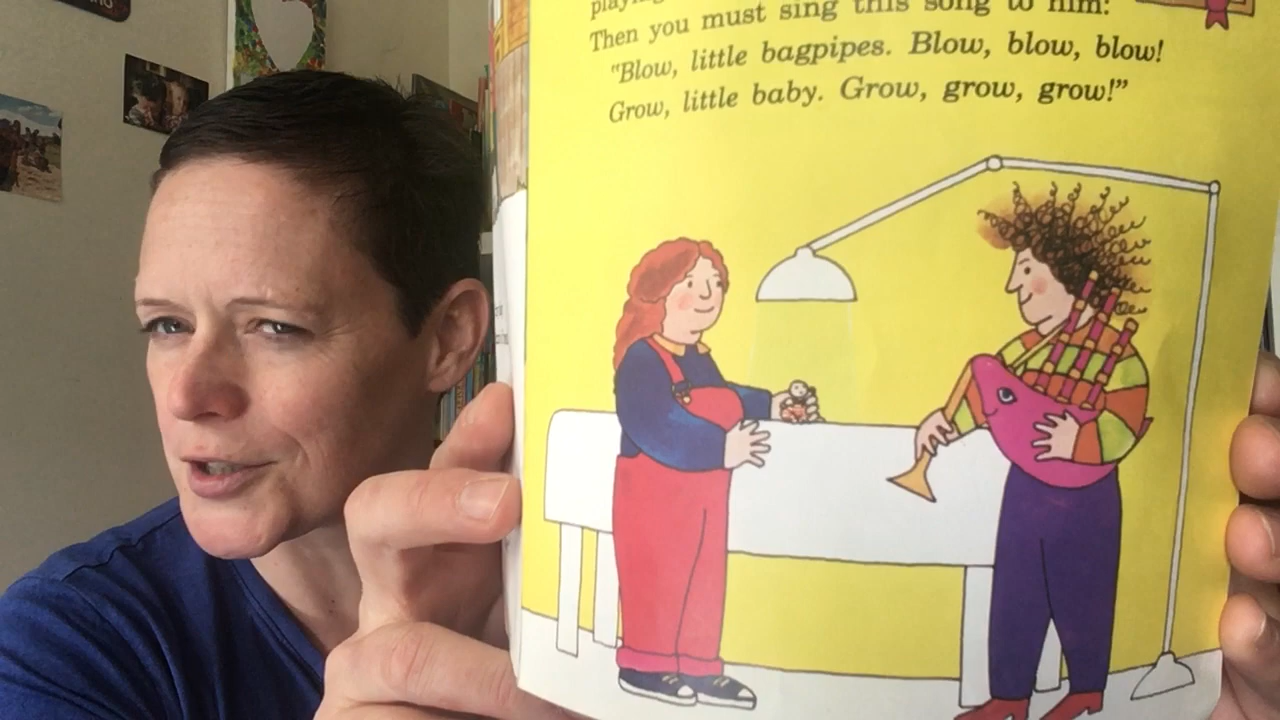 playing
Then you must sing this song to him:
"Blow, little bagpipes. Blow, blow, blow!
Grow, little baby. Grow, grow, grow!"